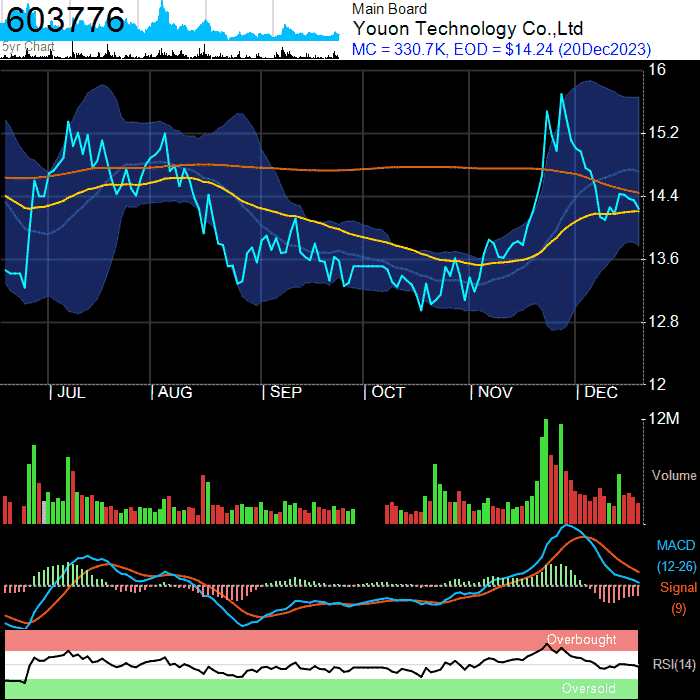 603776
5yr Chart
Main Board
Youon Technology Co.,Ltd
MC = 330.7K, EOD = $14.24 (20Dec2023)
16
15.2
14.4
13.6
12.8
12
| JUL | AUG | SEP | OCT | NOV | DEC
12M
Volume
MACD
(12-26)
Signal
(9)
Overbought
RSI(14)
Oversold